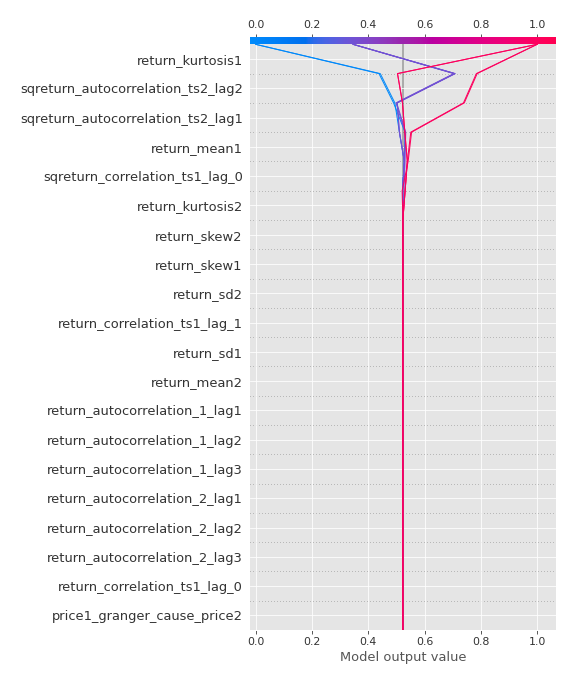 0.0 0.2 0.4 0.6 0.8 1.0
return_kurtosis1
sqreturn_autocorrelation_ts2_lag2
sqreturn_autocorrelation_ts2_lag1
return_mean1
sqreturn_correlation_ts1_lag_0
return_kurtosis2
return_skew2
return_skew1
return_sd2
return_correlation_ts1_lag_1
return_sd1
return_mean2
return_autocorrelation_1_lag1
return_autocorrelation_1_lag2
return_autocorrelation_1_lag3
return_autocorrelation_2_lag1
return_autocorrelation_2_lag2
return_autocorrelation_2_lag3
return_correlation_ts1_lag_0
price1_granger_cause_price2
0.0 0.2 0.4 0.6 0.8 1.0
Model output value